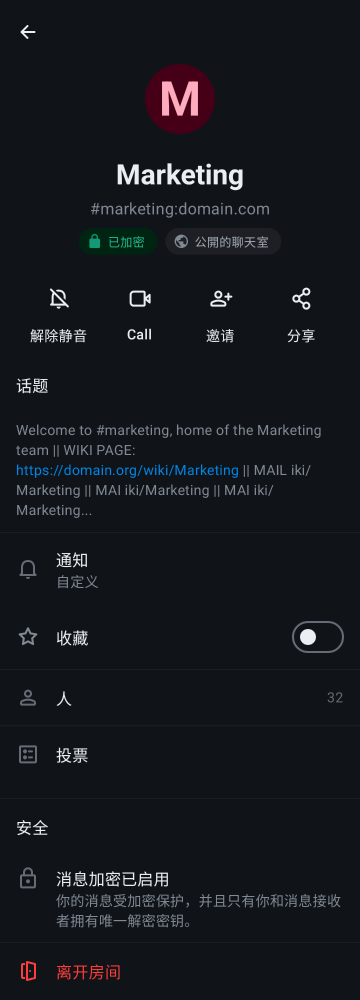 M
Marketing
#marketing:domain.com
已加密
公開的聊天室
解除静音
Call
邀请
分享
话题
Welcome to #marketing, home of the Marketing
team || WIKI PAGE:
https://domain.org/wiki/Marketing || MAIL iki/
Marketing || MAI iki/Marketing || MAI iki/
Marketing...
通知
自定义
收藏
人
32
投票
安全
消息加密已启用
你的消息受加密保护，并且只有你和消息接收
者拥有唯一解密密钥。
离开房间